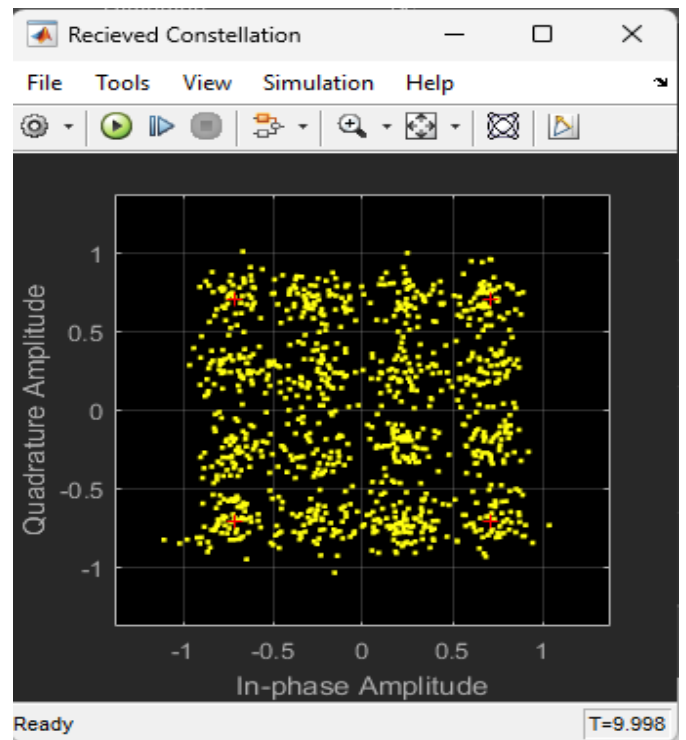 Recieved Constellation
File Tools View Simulation Help
1
0.5
0
-0.5
-1
Quadrature Amplitude
-1 -0.5 0 0.5 1
In-phase Amplitude
Ready T=9.998